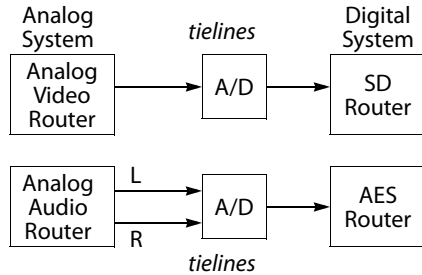 Analog
System
tielines
Digital
System
Analog
Video
Router
A/D
SD
Router
Analog
Audio
Router
L
R
A/D
AES
Router
tielines